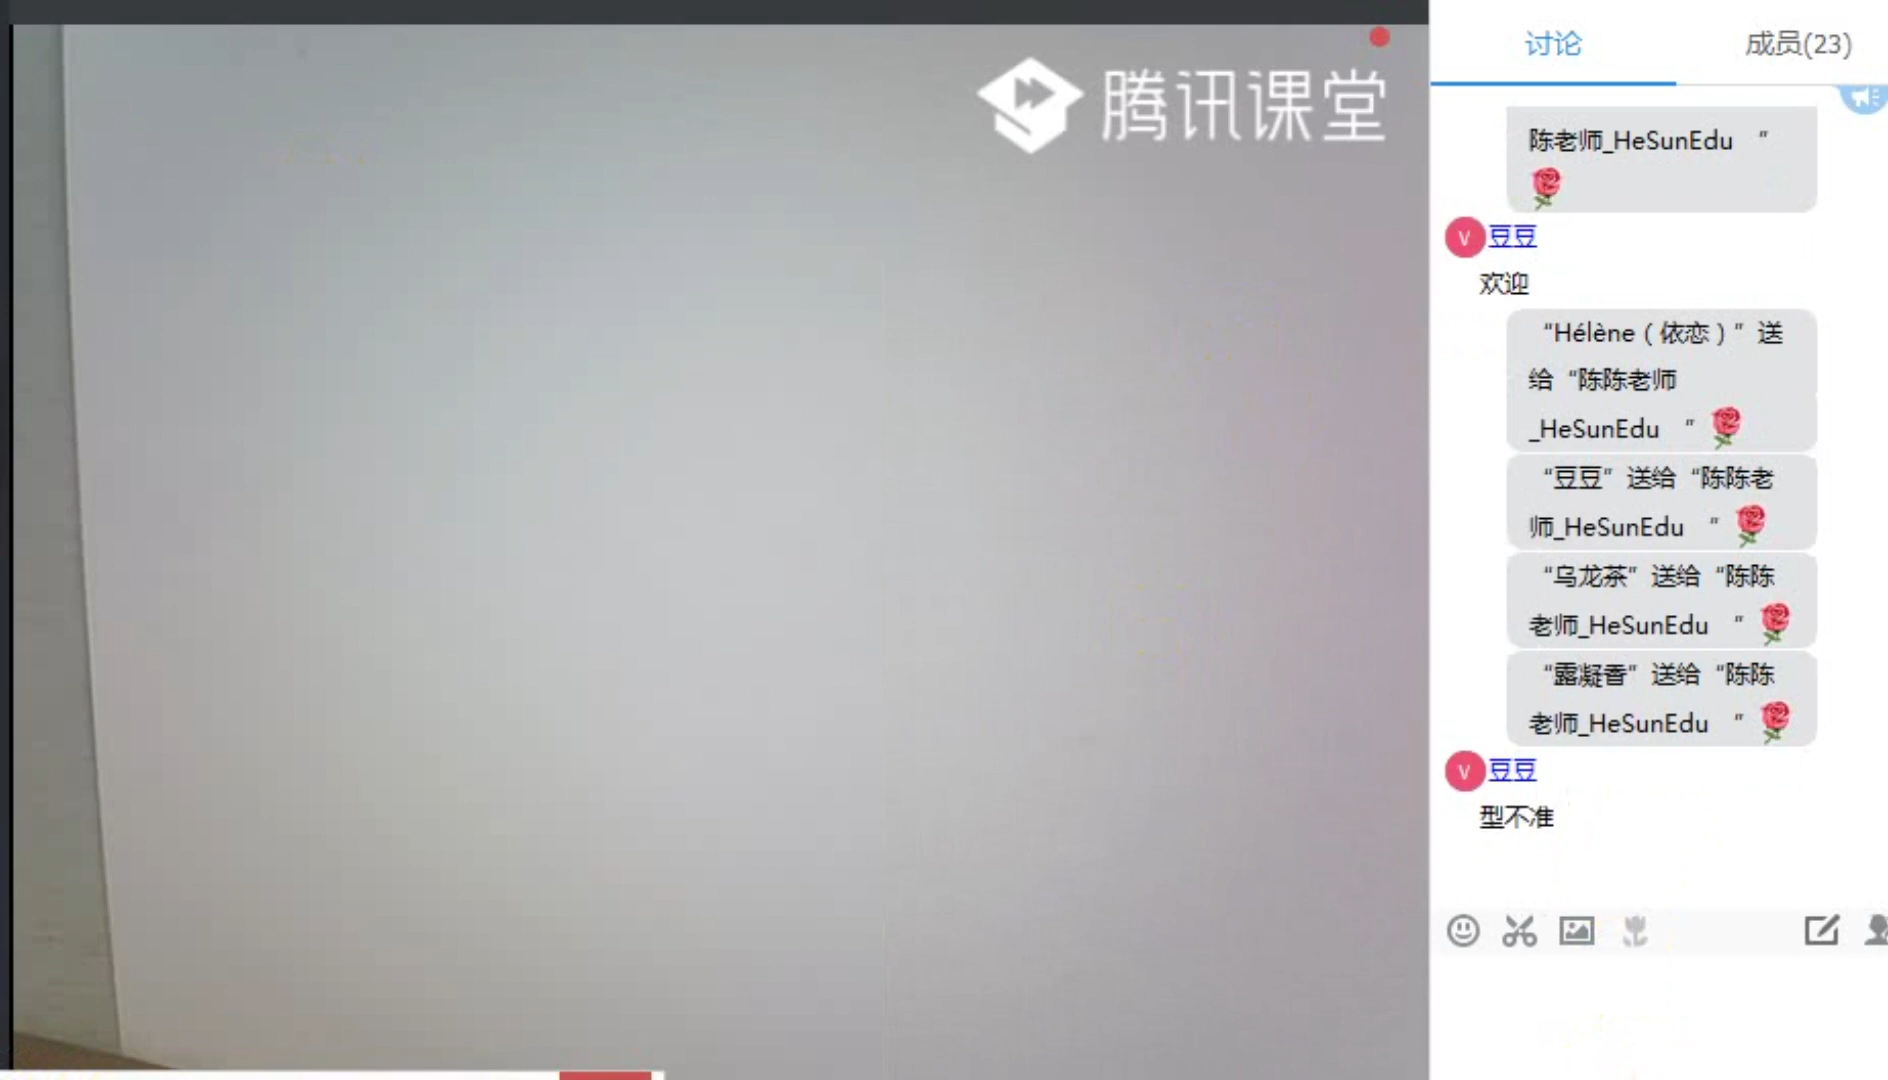 腾讯课堂
讨论
成员(23)
陈老师_HeSunEdu ”
豆豆
欢迎
“Hélène（依恋）”送
给“陈陈老师
_HeSunEdu ”
“豆豆”送给“陈陈老
师_HeSunEdu ”
“乌龙茶”送给“陈陈
老师_HeSunEdu ”
“露凝香”送给“陈陈
老师_HeSunEdu ”
豆豆
型不准